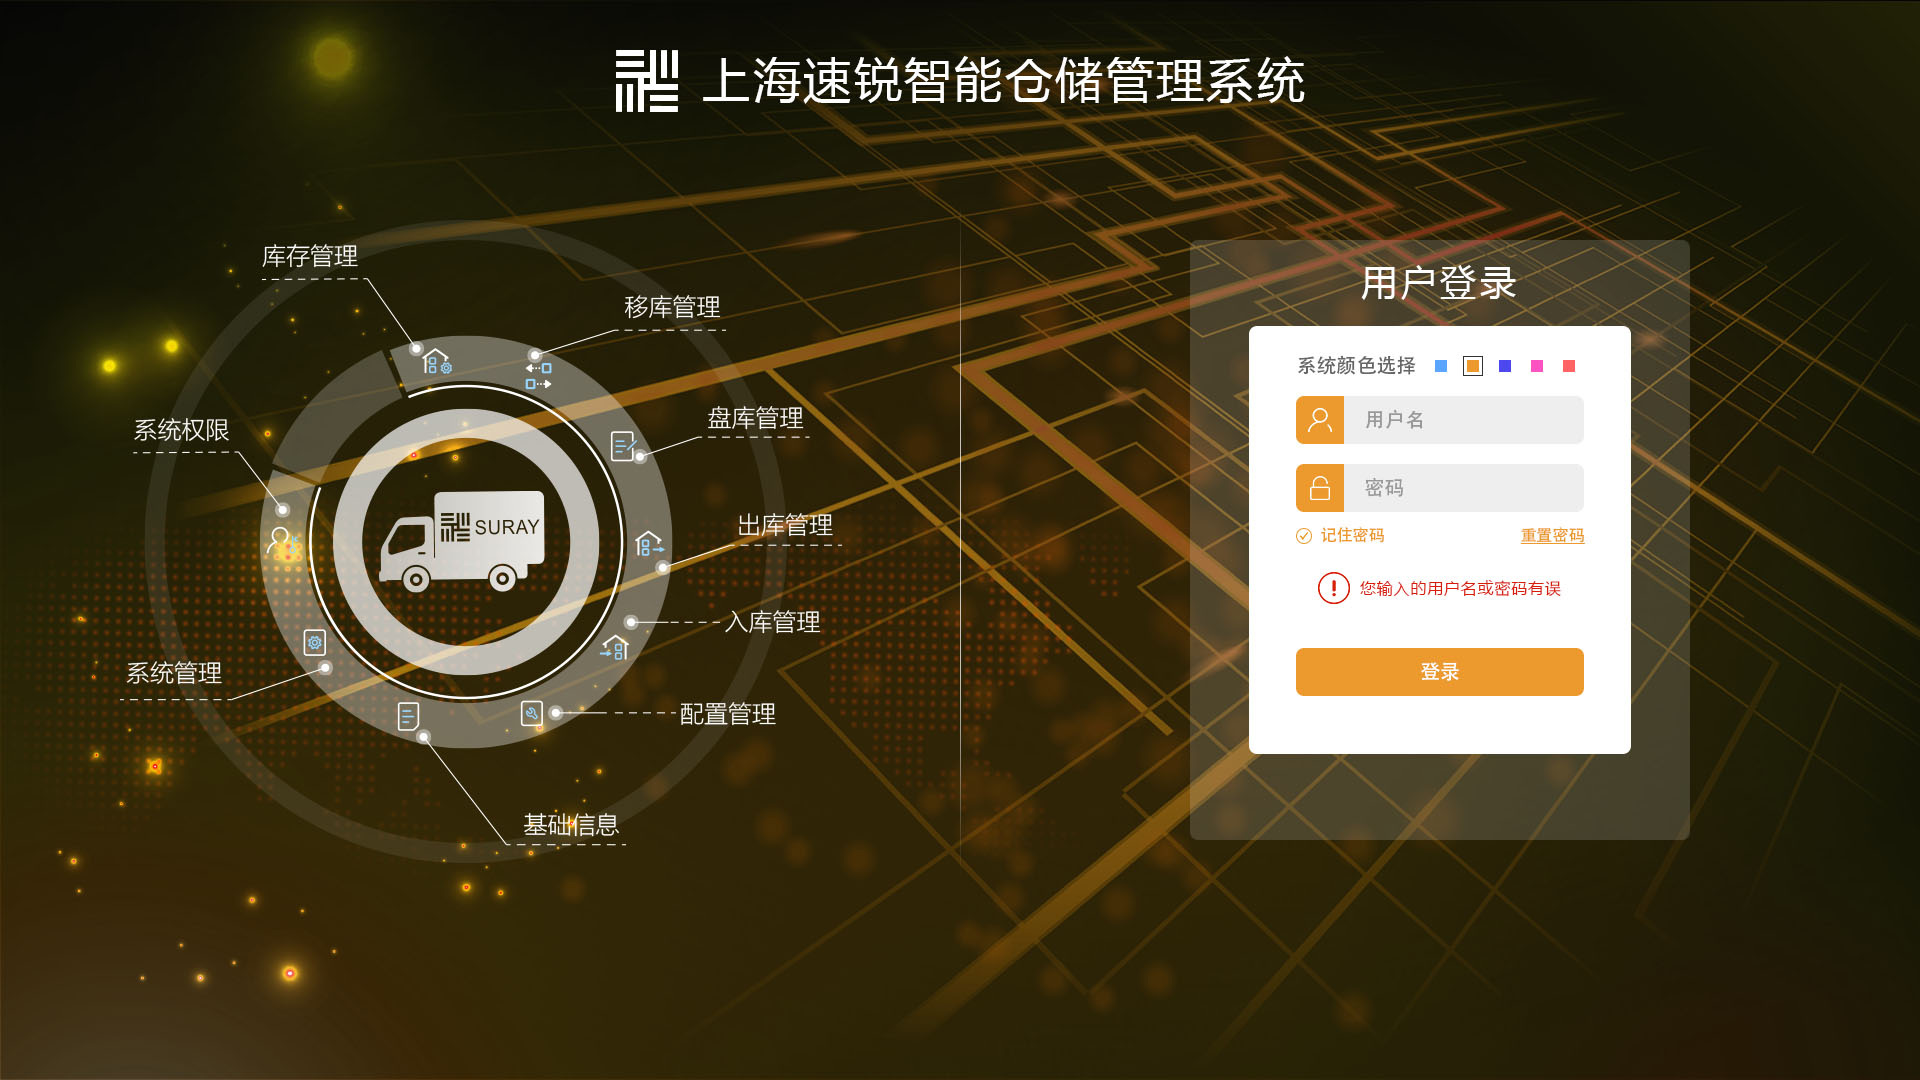 上海速锐智能仓储管理系统
库存管理
移库管理
盘库管理
系统权限
SURAY
出库管理
入库管理
系统管理
配置管理
基础信息
用户登录
系统颜色选择
用户名
密码
记住密码 重置密码
您输入的用户名或密码有误
登录